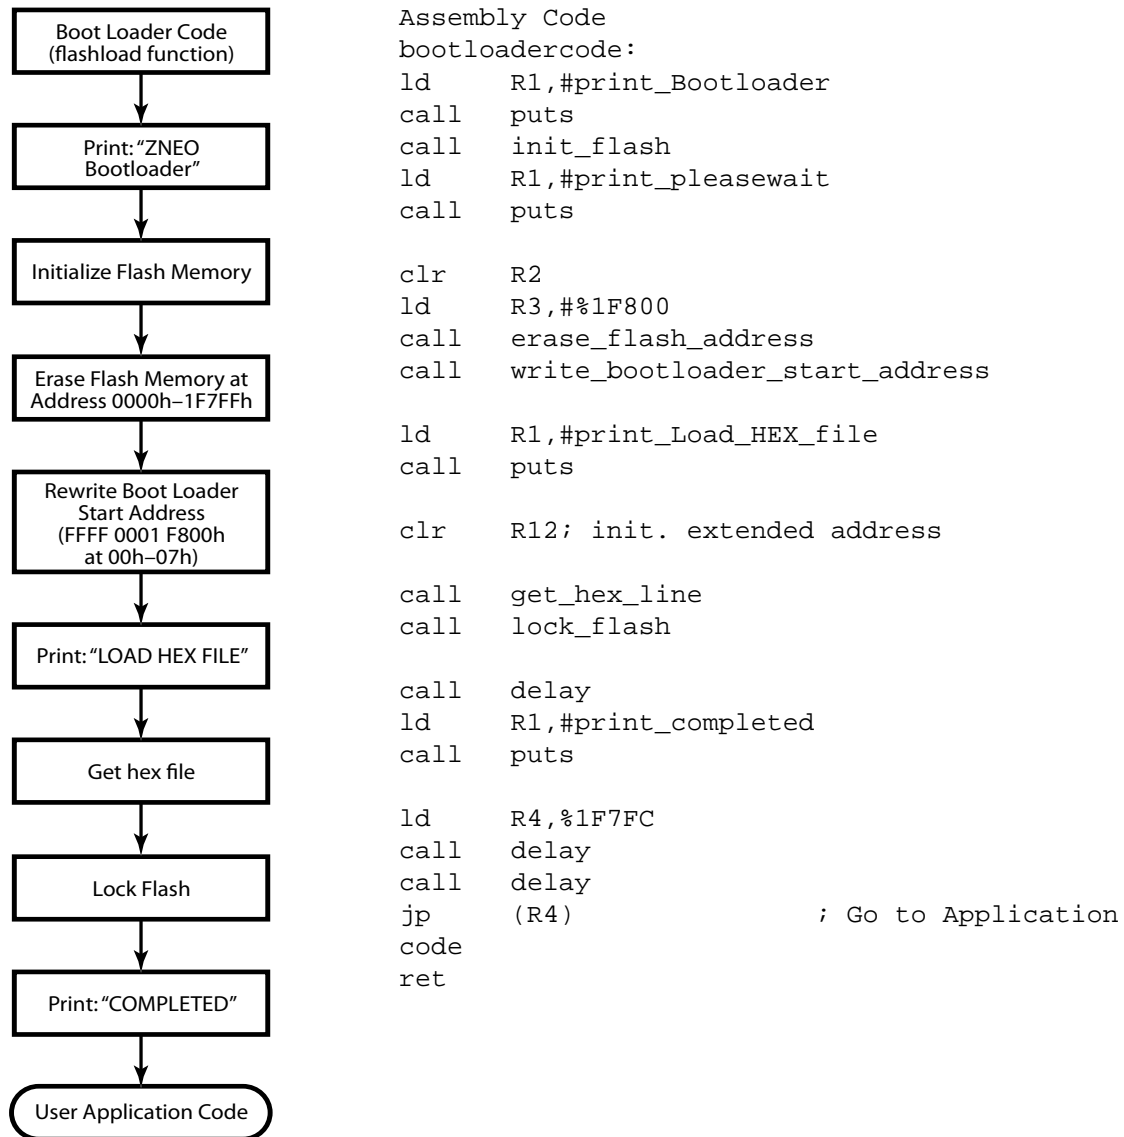 Boot Loader Code
(flashload function)
Print: “ZNEO
Bootloader”
Initialize Flash Memory
Erase Flash Memory at
Address 0000h–1F7FFh
Rewrite Boot Loader
Start Address
(FFFF 0001 F800h
at 00h–07h)
Print: “LOAD HEX FILE”
Get hex file
Lock Flash
Print: “COMPLETED”
User Application Code
Assembly Code
bootloadercode:
ld R1,#print_Bootloader
call puts
call init_flash
ld R1,#print_pleasewait
call puts
clr R2
ld R3,#%1F800
call erase_flash_address
call write_bootloader_start_address
ld R1,#print_Load_HEX_file
call puts
clr R12; init. extended address
call get_hex_line
call lock_flash
call delay
ld R1,#print_completed
call puts
ld R4,%1F7FC
call delay
call delay
jp (R4) ; Go to Application
code
ret